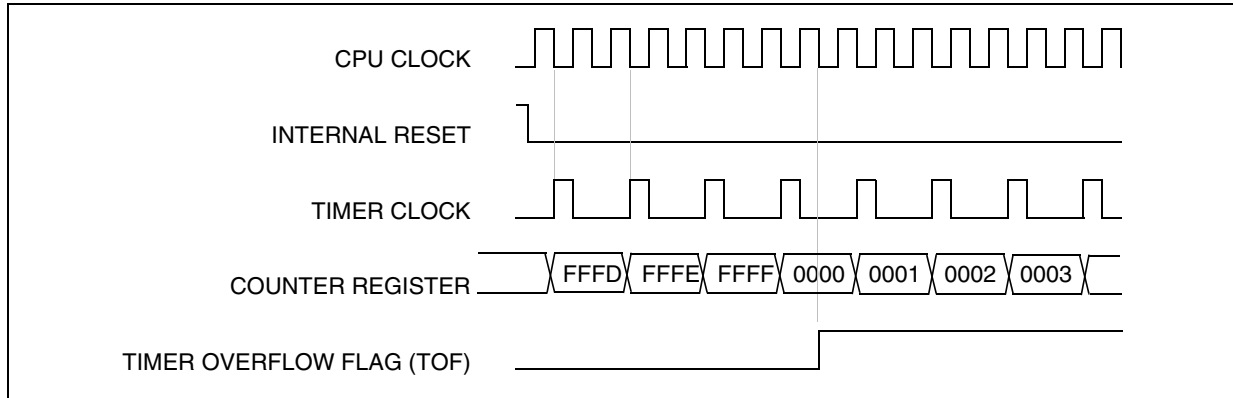 CPU CLOCK
INTERNAL RESET
TIMER CLOCK
COUNTER REGISTER
FFFD FFFE FFFF 0000 0001 0002 0003
TIMER OVERFLOW FLAG (TOF)